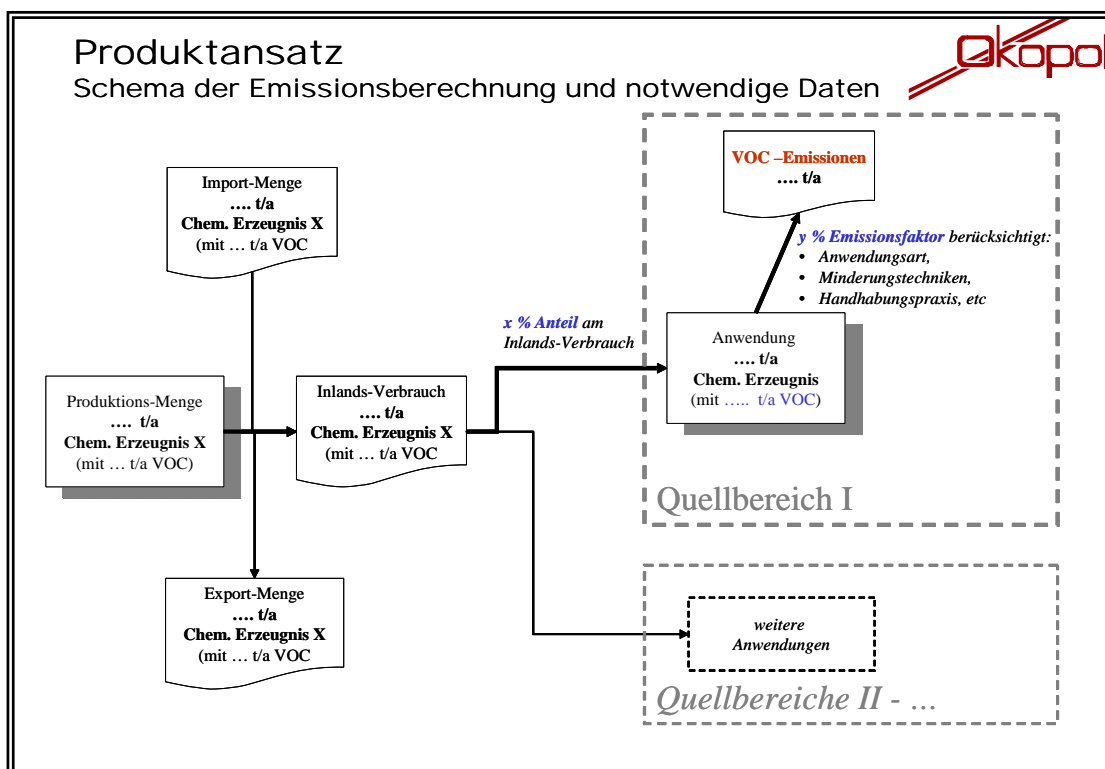 Produktansatz
Schema der Emissionsberechnung und notwendige Daten
Ökopol
Import-Menge
…. t/a
Chem. Erzeugnis X
(mit … t/a VOC
Produktions-Menge
…. t/a
Chem. Erzeugnis X
(mit … t/a VOC)
Inlands-Verbrauch
…. t/a
Chem. Erzeugnis X
(mit … t/a VOC
Export-Menge
…. t/a
Chem. Erzeugnis X
(mit … t/a VOC
x % Anteil am
Inlands-Verbrauch
VOC –Emissionen
…. t/a
y % Emissionsfaktor berücksichtigt:
• Anwendungsart,
• Minderungstechniken,
• Handhabungspraxis, etc
Anwendung
…. t/a
Chem. Erzeugnis
(mit ….. t/a VOC)
Quellbereich I
weitere
Anwendungen
Quellbereiche II - ...